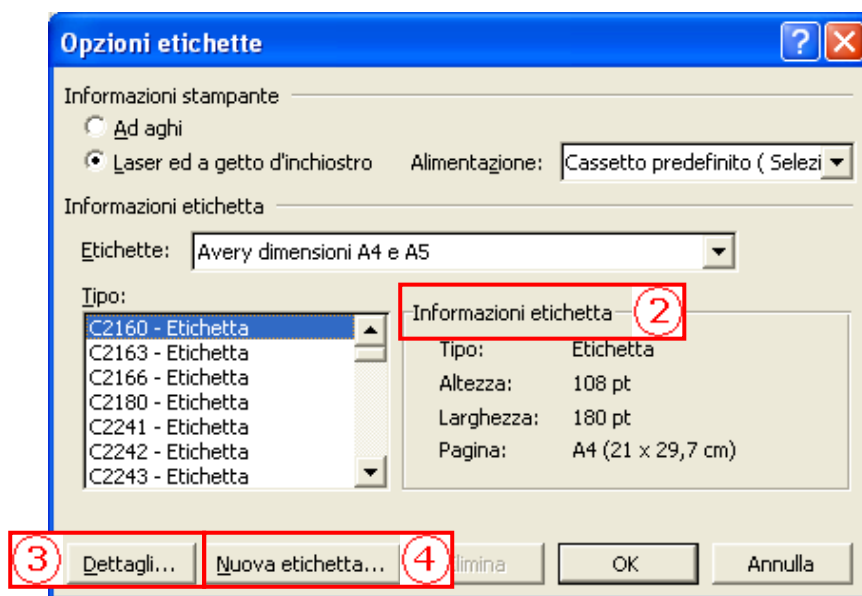 Opzioni etichette
Informazioni stampante
Ad aghi
Laser ed a getto d'inchiostro Alimentazione: Cassetto predefinito ( Selezi
Informazioni etichetta
Etichette: Avery dimensioni A4 e A5
Tipo:
C2160 - Etichetta
C2163 - Etichetta
C2166 - Etichetta
C2180 - Etichetta
C2241 - Etichetta
C2242 - Etichetta
C2243 - Etichetta
Informazioni etichetta 2
Tipo: Etichetta
Altezza: 108 pt
Larghezza: 180 pt
Pagina: A4 (21 x 29,7 cm)
3 Dettagli... Nuova etichetta... 4 limina OK Annulla